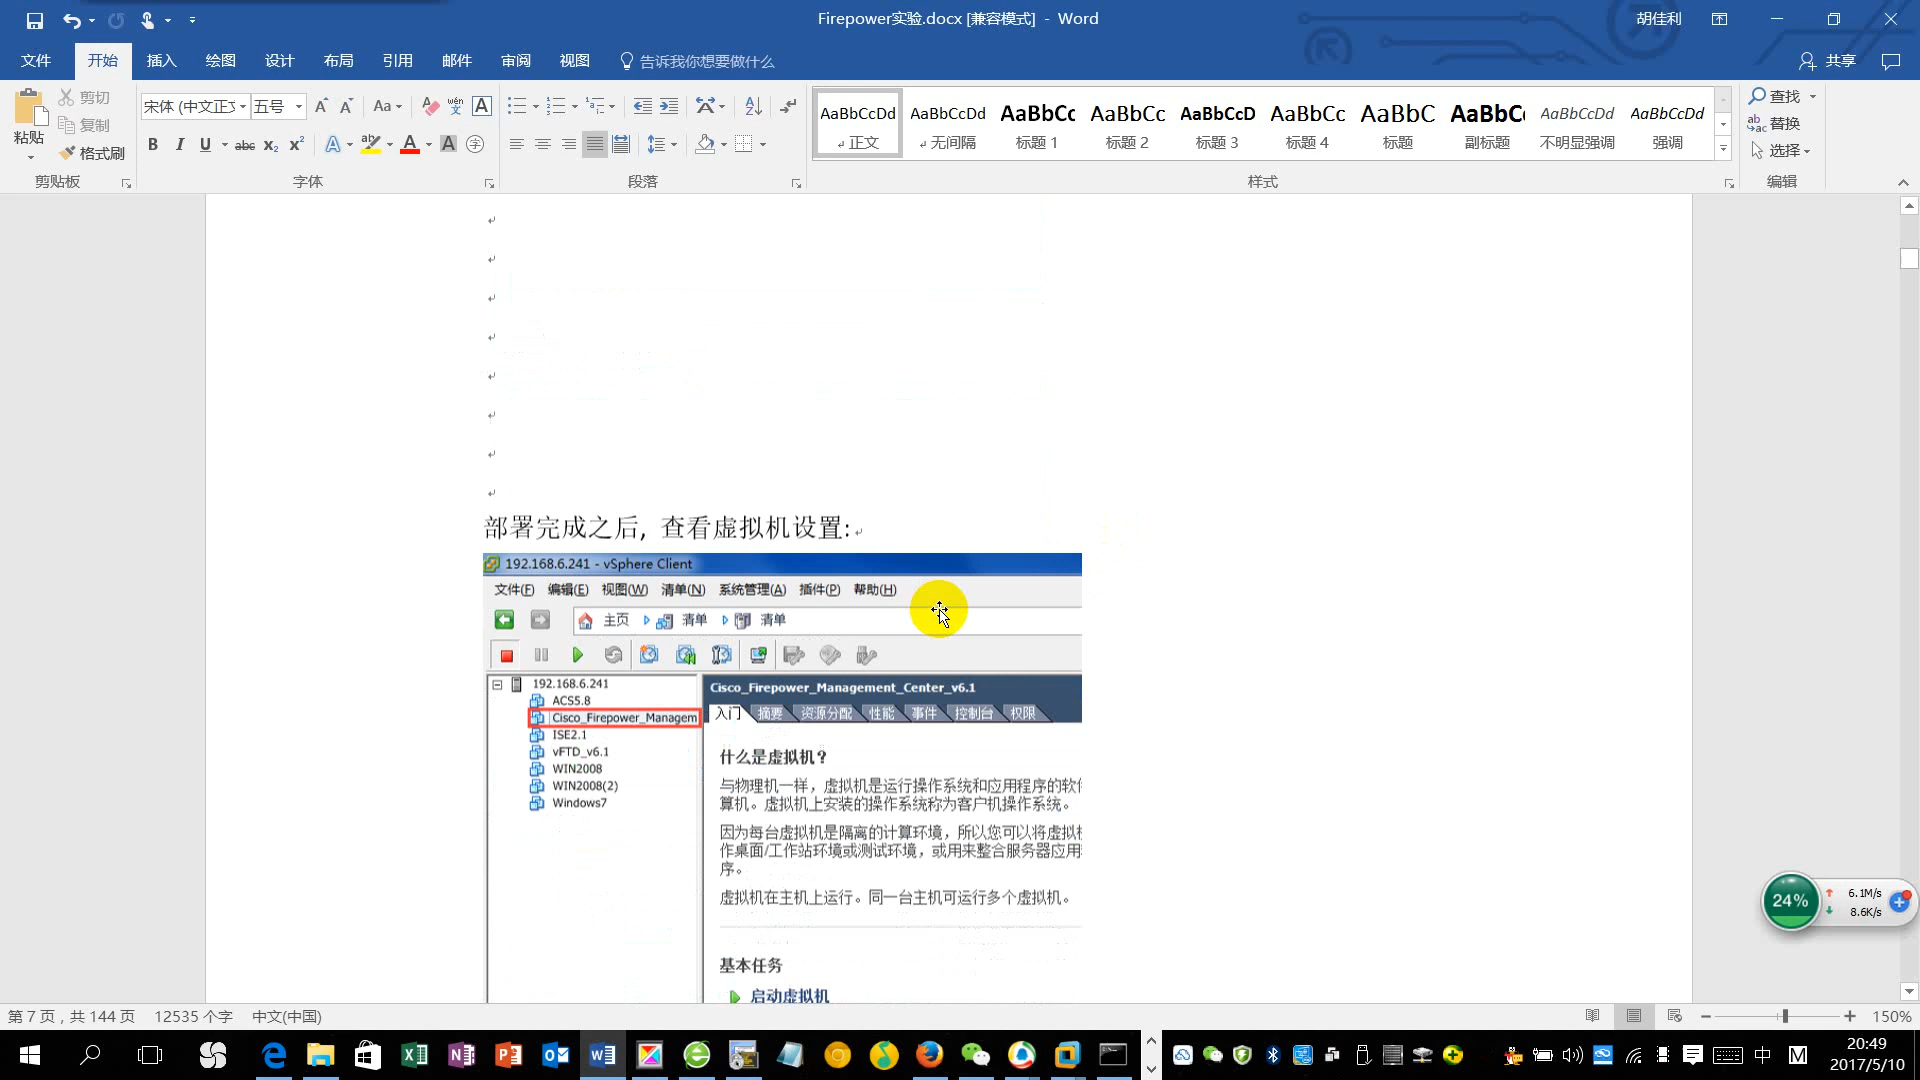 Firepower实验.docx [兼容模式] - Word
胡佳利
文件 开始 插入 绘图 设计 布局 引用 邮件 审阅 视图 告诉我你想要做什么
共享
粘贴
剪切
复制
格式刷
宋体 (中文正文 五号
AaBbCcDd AaBbCcDd AaBbCc AaBbCc AaBbCcD AaBbCc AaBbC AaBbC AaBbCcDd AaBbCcDd
正文 无间隔 标题 1 标题 2 标题 3 标题 4 标题 副标题 不明显强调 强调
查找
替换
选择
剪贴板 字体 段落 样式 编辑
部署完成之后, 查看虚拟机设置:
192.168.6.241 - vSphere Client
文件(F) 编辑(E) 视图(W) 清单(N) 系统管理(A) 插件(P) 帮助(H)
主页 清单 清单
192.168.6.241
ACS5.8
Cisco_Firepower_Managem
ISE2.1
vFTD_v6.1
WIN2008
WIN2008(2)
Windows7
Cisco_Firepower_Management_Center_v6.1
入门 摘要 资源分配 性能 事件 控制台 权限
什么是虚拟机？
与物理机一样，虚拟机是运行操作系统和应用程序的软件
算机。虚拟机上安装的操作系统称为客户机操作系统。
因为每台虚拟机是隔离的计算环境，所以您可以将虚拟机
作桌面/工作站环境或测试环境，或用来整合服务器应用
序。
虚拟机在主机上运行。同一台主机可运行多个虚拟机。
基本任务
启动虚拟机
24%
6.1M/s
8.6K/s
第 7 页，共 144 页 12535 个字 中文(中国)
150%
中
M
20:49
2017/5/10